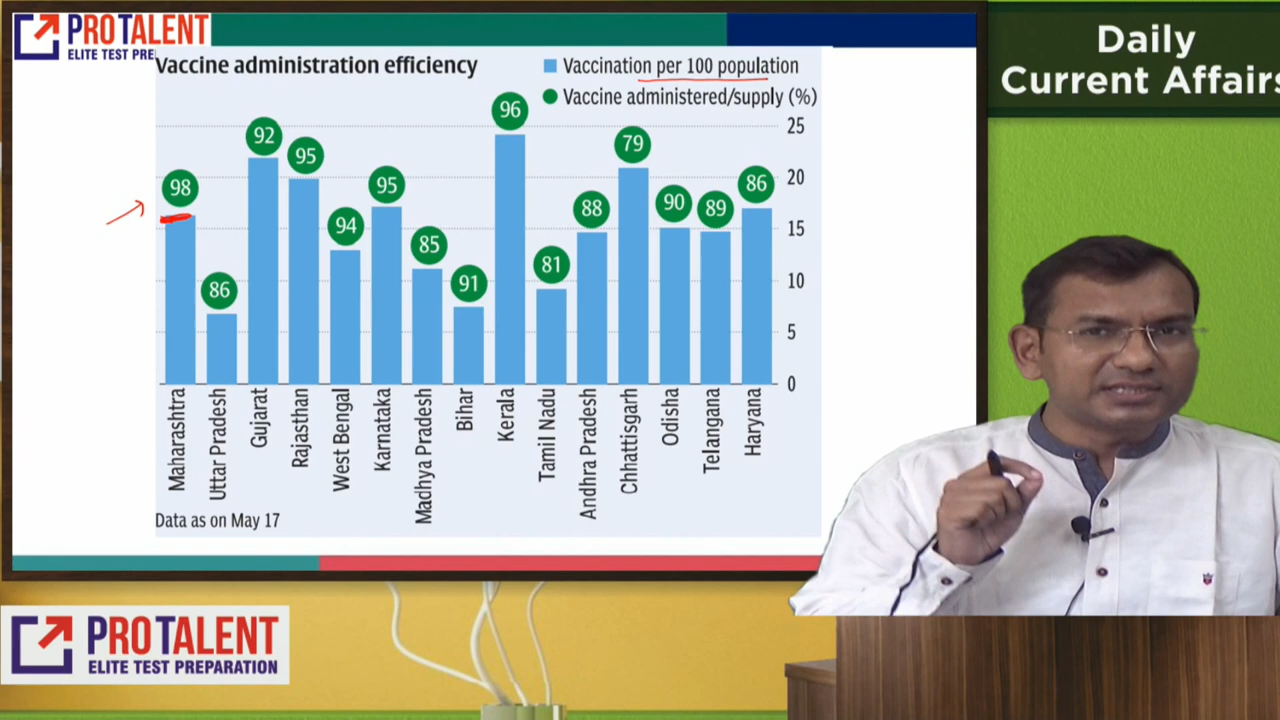 PROTALENT
ELITE TEST PRE
Daily
Current Affairs
Vaccine administration efficiency
Vaccination per 100 population
Vaccine administered/supply (%)
98
86
92
95
94
95
85
91
96
81
88
79
90
89
86
25
20
15
10
5
0
Maharashtra
Uttar Pradesh
Gujarat
Rajasthan
West Bengal
Karnataka
Madhya Pradesh
Bihar
Kerala
Tamil Nadu
Andhra Pradesh
Chhattisgarh
Odisha
Telangana
Haryana
Data as on May 17
PROTALENT
ELITE TEST PREPARATION